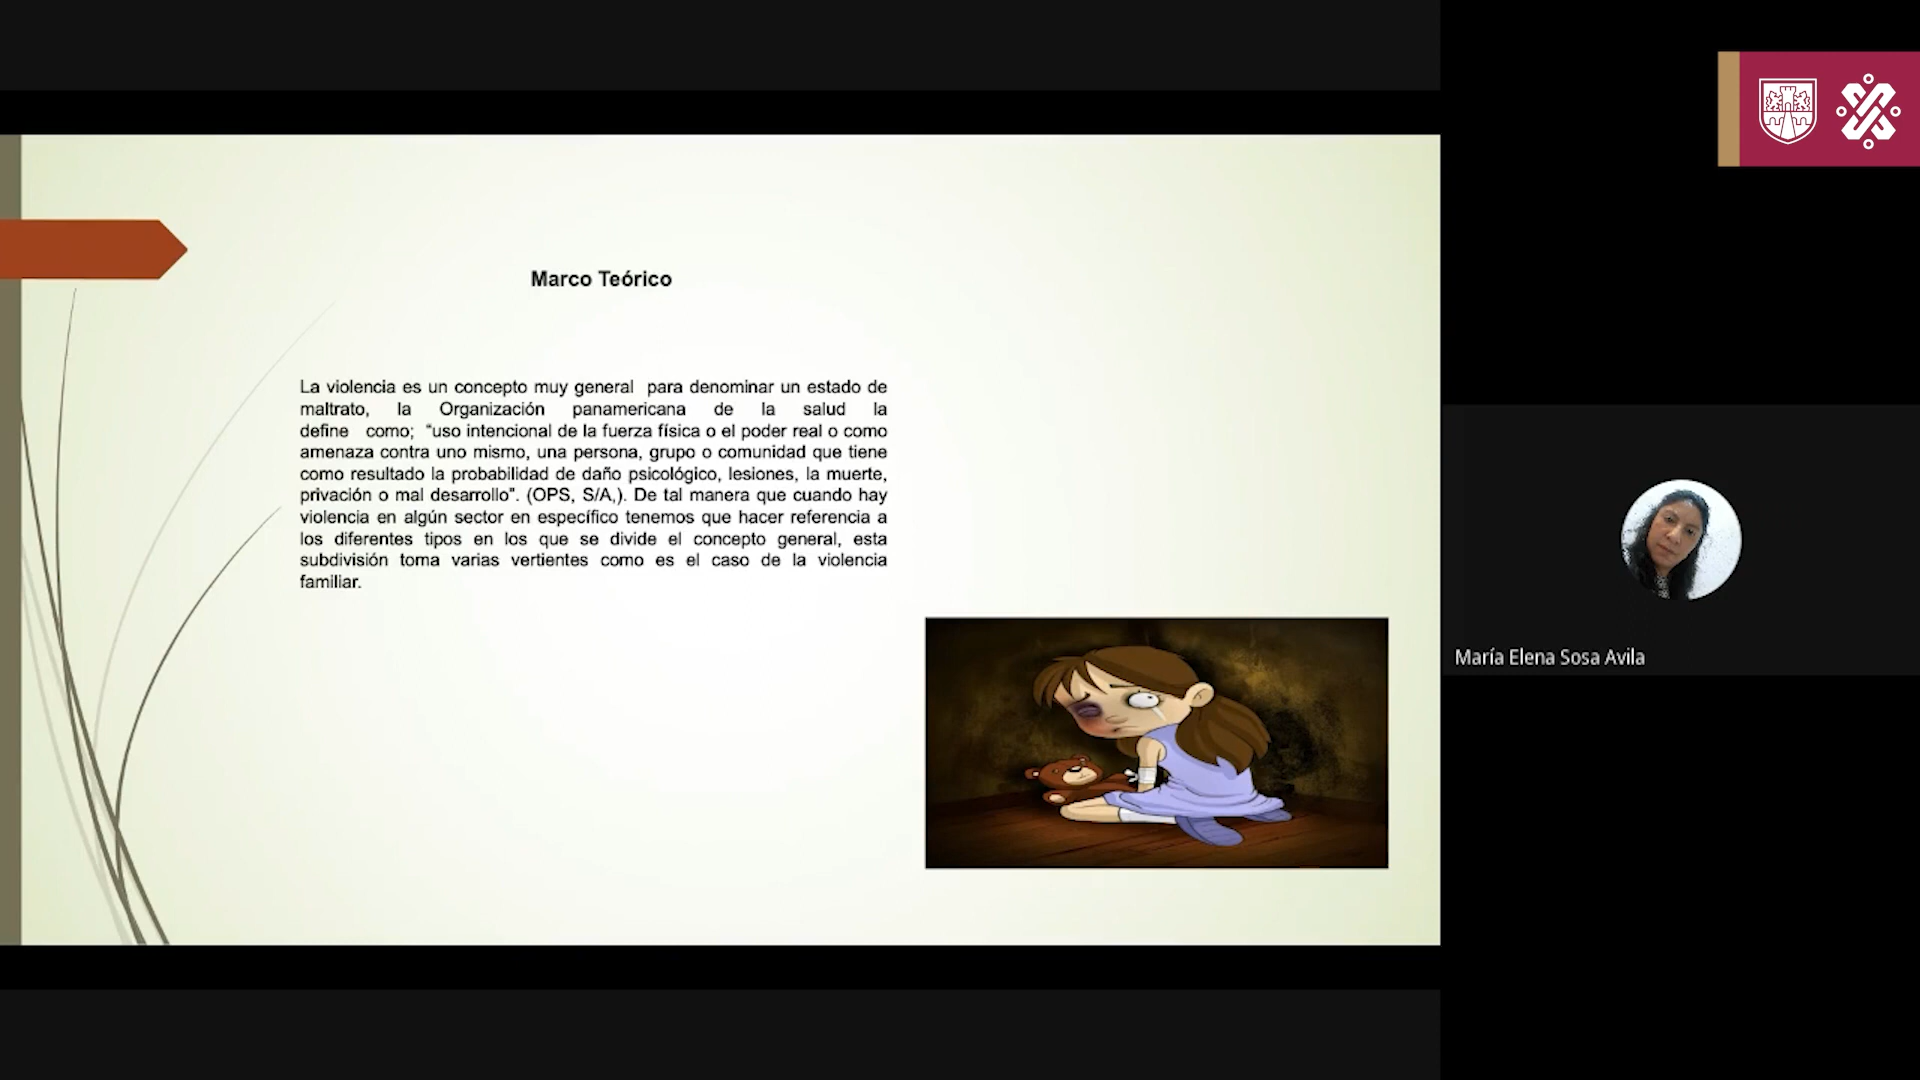 Marco Teórico
La violencia es un concepto muy general para denominar un estado de
maltrato, la Organización panamericana de la salud la
define como; “uso intencional de la fuerza física o el poder real o como
amenaza contra uno mismo, una persona, grupo o comunidad que tiene
como resultado la probabilidad de daño psicológico, lesiones, la muerte,
privación o mal desarrollo”. (OPS, S/A,). De tal manera que cuando hay
violencia en algún sector en específico tenemos que hacer referencia a
los diferentes tipos en los que se divide el concepto general, esta
subdivisión toma varias vertientes como es el caso de la violencia
familiar.
María Elena Sosa Avila